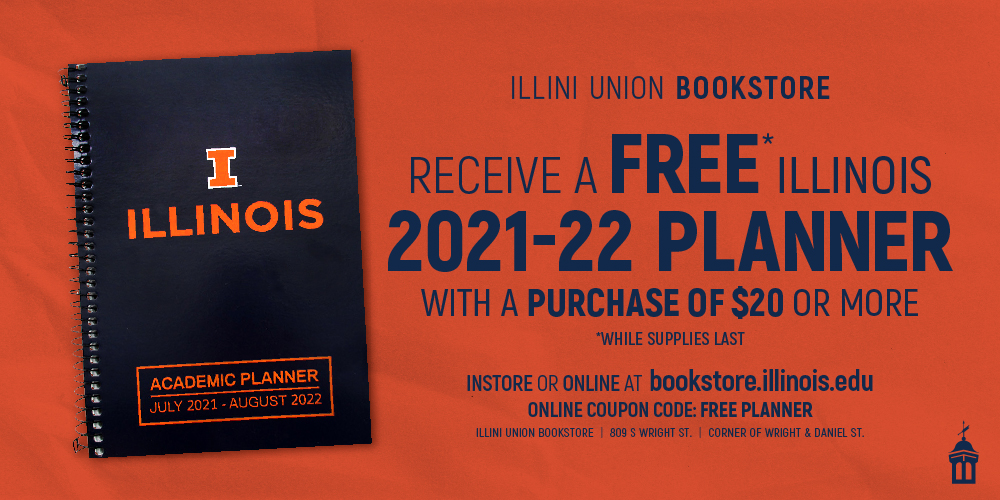 I
ILLINOIS
ACADEMIC PLANNER
JULY 2021 - AUGUST 2022
ILLINI UNION BOOKSTORE
RECEIVE A FREE* ILLINOIS
2021-22 PLANNER
WITH A PURCHASE OF $20 OR MORE
*WHILE SUPPLIES LAST
INSTORE OR ONLINE AT bookstore.illinois.edu
ONLINE COUPON CODE: FREE PLANNER
ILLINI UNION BOOKSTORE | 809 S WRIGHT ST. | CORNER OF WRIGHT & DANIEL ST.